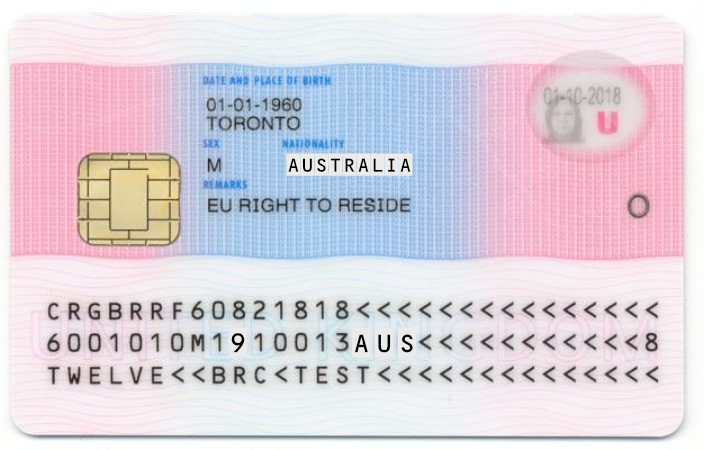 DATE AND PLACE OF BIRTH
01-01-1960
TORONTO
01-10-2018
U
SEX NATIONALITY
M AUSTRALIA
REMARKS
EU RIGHT TO RESIDE
O
CRGBRRF60821818<<<<<<<<<<<<<<<
UNITED KINGDOM
6001010M1910013AUS<<<<<<<<<<<8
TWELVE<<BRC<TEST<<<<<<<<<<<<<<